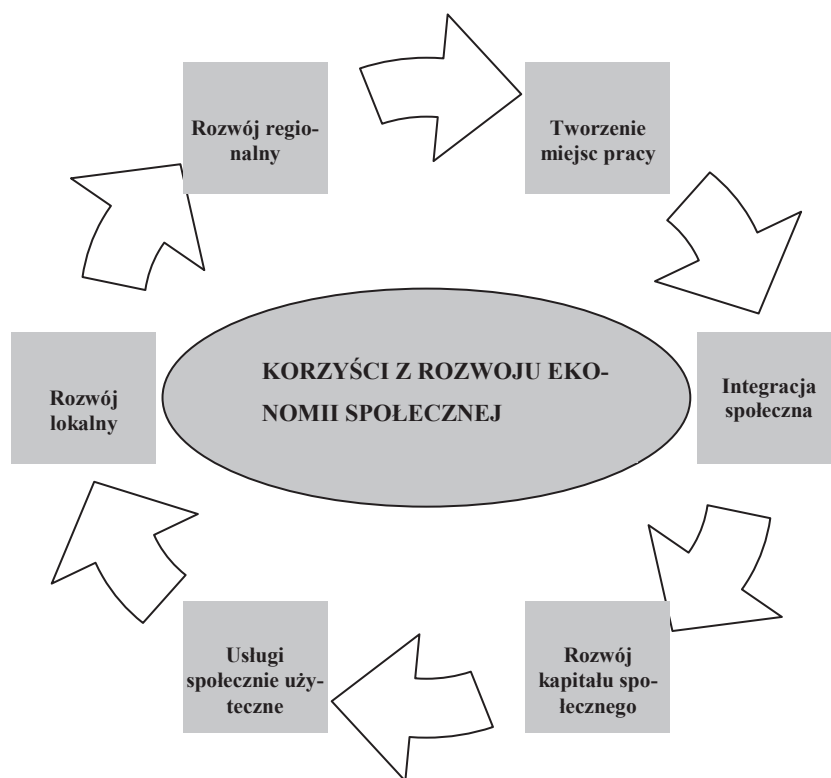 Rozwój regio-
nalny
Tworzenie
miejsc pracy
KORZYŚCI Z ROZWOJU EKO-
NOMII SPOŁECZNEJ
Integracja
społeczna
Rozwój
kapitału spo-
łecznego
Usługi
społecznie uży-
teczne
Rozwój
lokalny